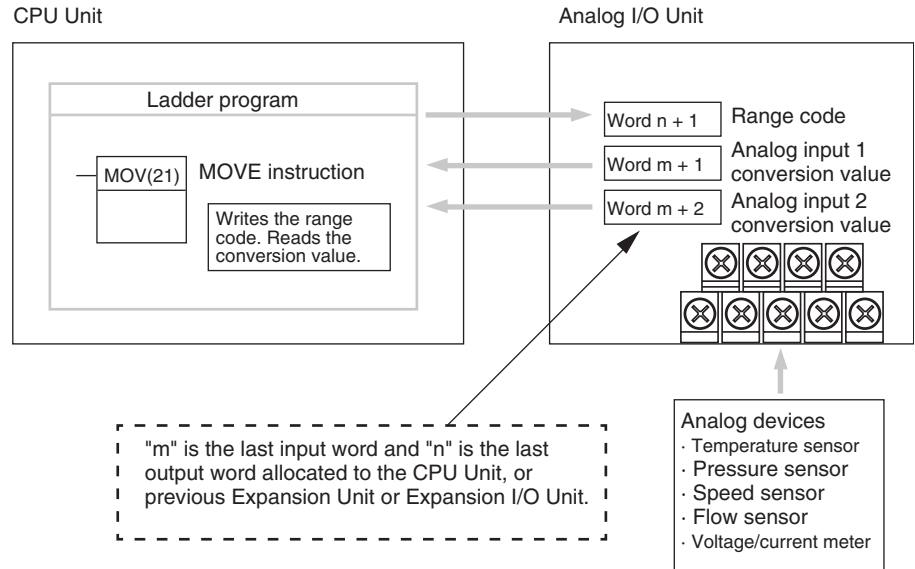 CPU Unit
Analog I/O Unit
Ladder program
MOV(21)
MOVE instruction
Writes the range
code. Reads the
conversion value.
Word n + 1
Range code
Word m + 1
Analog input 1
conversion value
Word m + 2
Analog input 2
conversion value
"m" is the last input word and "n" is the last
output word allocated to the CPU Unit, or
previous Expansion Unit or Expansion I/O Unit.
Analog devices
· Temperature sensor
· Pressure sensor
· Speed sensor
· Flow sensor
· Voltage/current meter